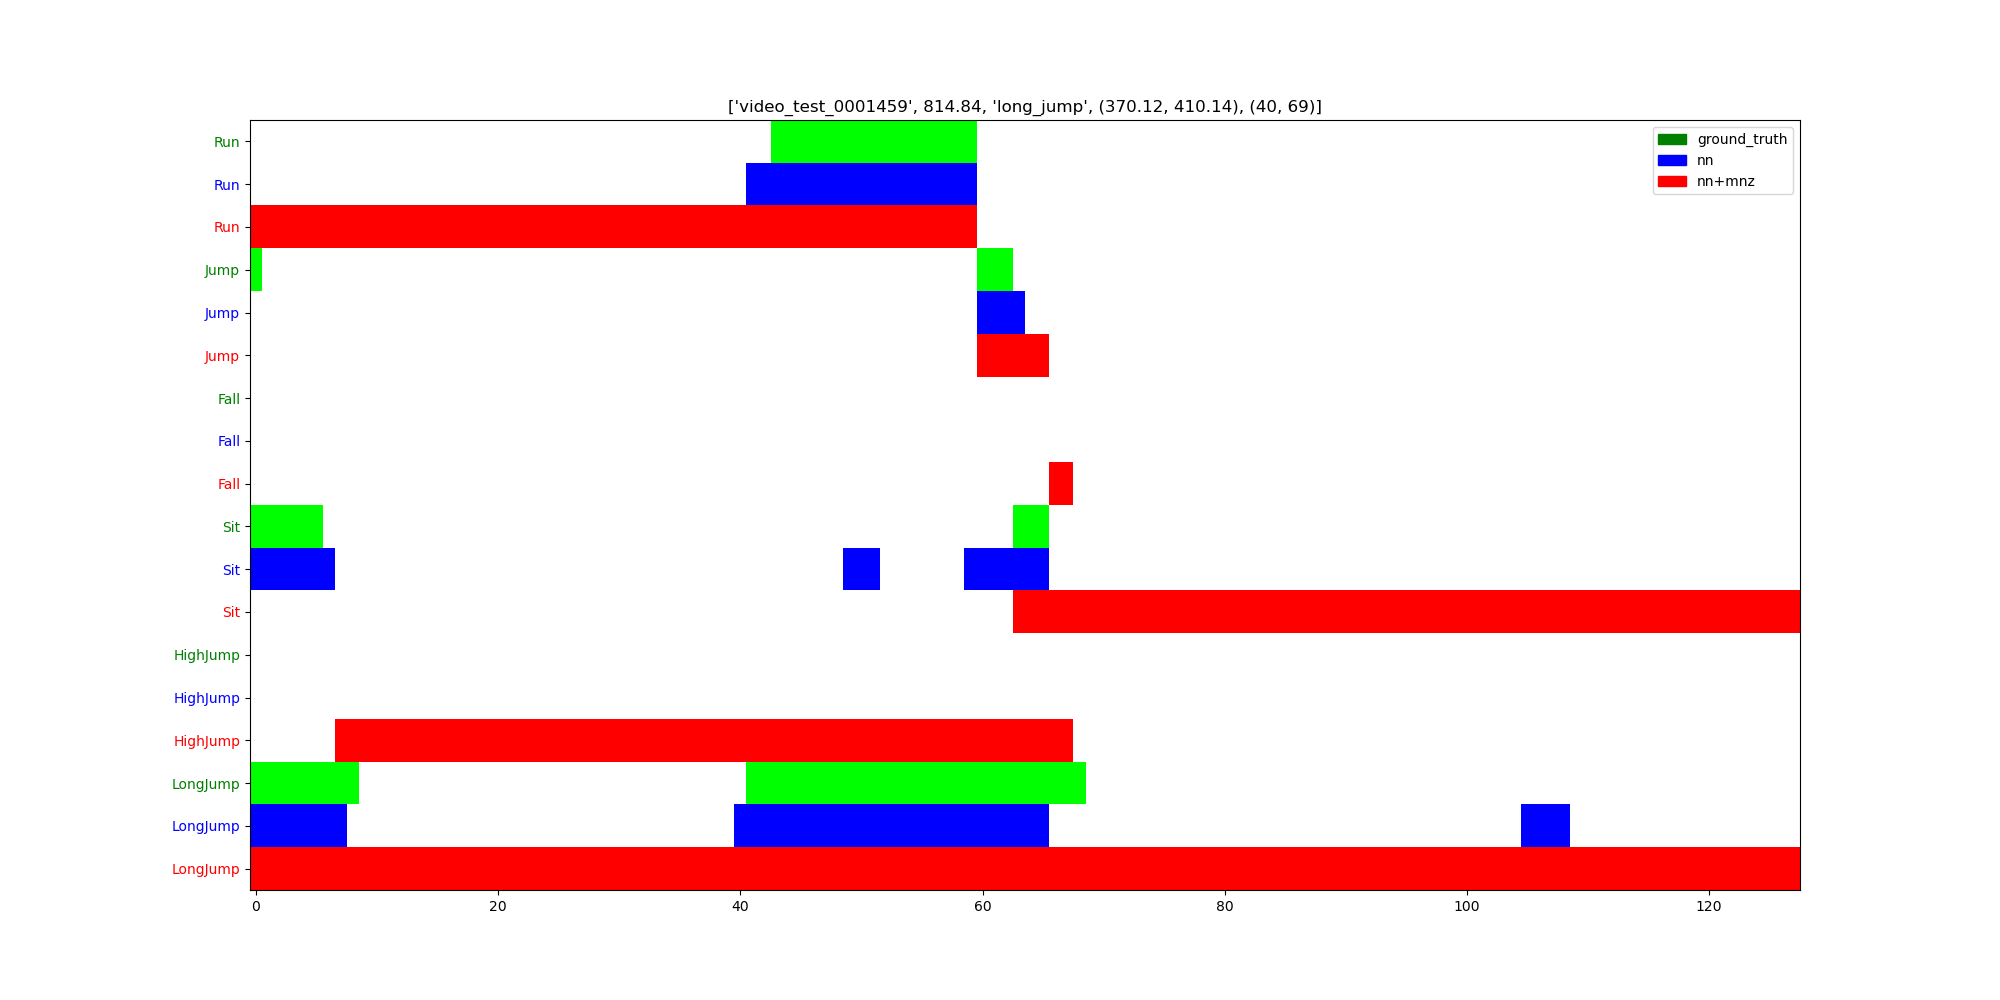 ['video_test_0001459', 814.84, 'long_jump', (370.12, 410.14), (40, 69)]
ground_truth
nn
nn+mnz
Run
Run
Run
Jump
Jump
Jump
Fall
Fall
Fall
Sit
Sit
Sit
HighJump
HighJump
HighJump
LongJump
LongJump
LongJump
0 20 40 60 80 100 120